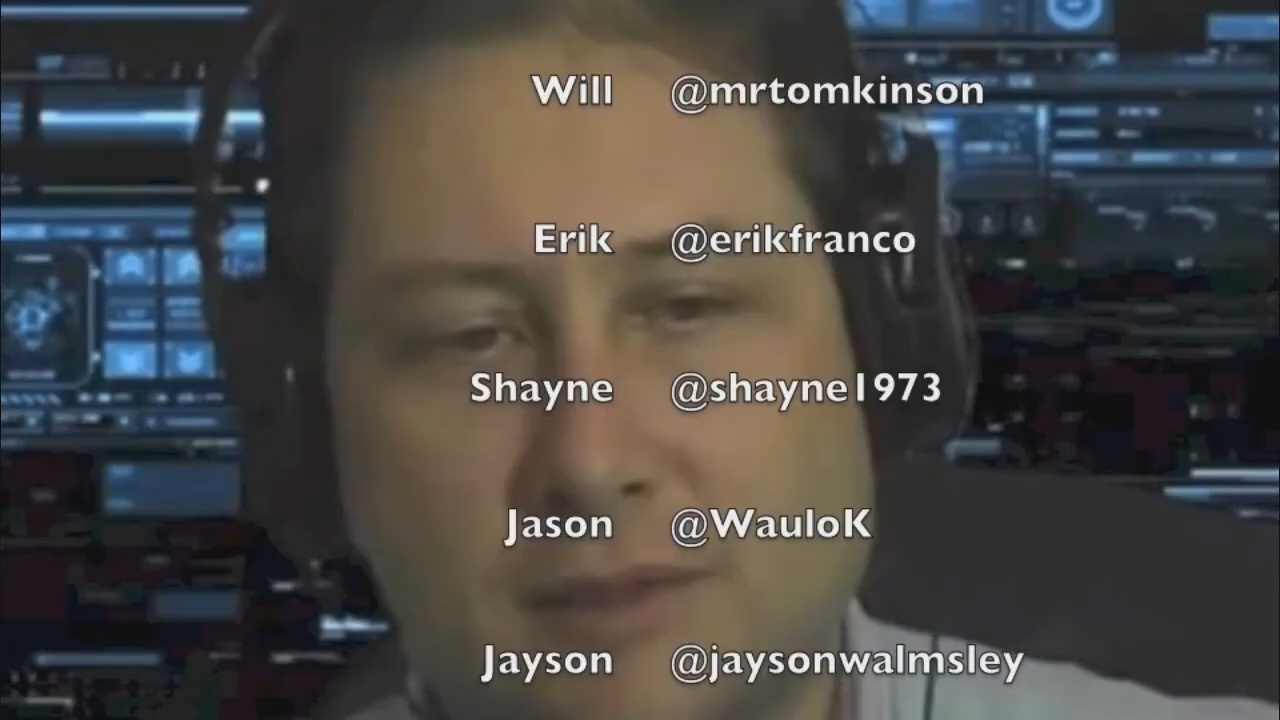 Will @mrtomkinson
Erik @erikfranco
Shayne @shayne1973
Jason @WauloK
Jayson @jaysonwalmsley